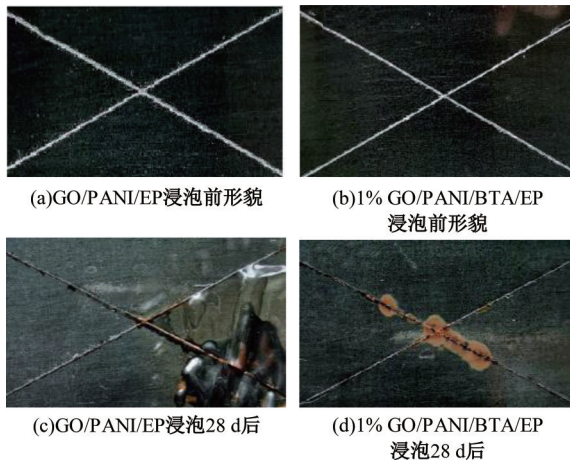 (a)GO/PANI/EP浸泡前形貌
(b)1% GO/PANI/BTA/EP
浸泡前形貌
(c)GO/PANI/EP浸泡28 d后
(d)1% GO/PANI/BTA/EP
浸泡28 d后